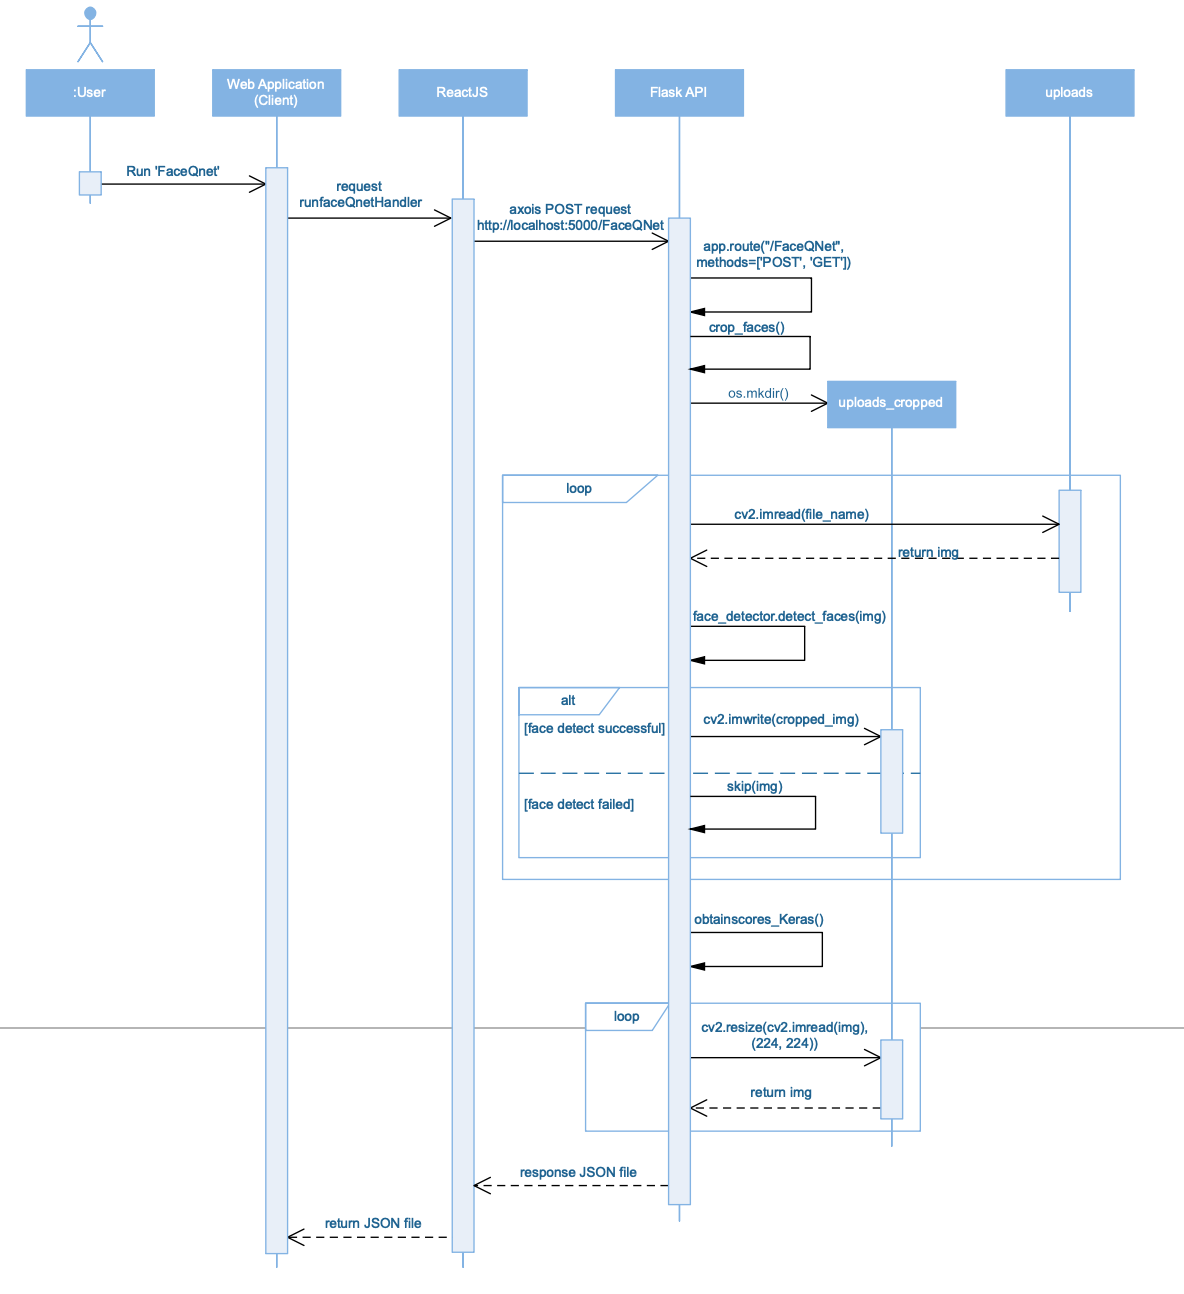 :User
Web Application
(Client)
ReactJS
Flask API
uploads
Run 'FaceQnet'
request
runfaceQnetHandler
axois POST request
http://localhost:5000/FaceQNet
app.route("/FaceQNet",
methods=['POST', 'GET'])
crop_faces()
os.mkdir()
uploads_cropped
loop
cv2.imread(file_name)
return img
face_detector.detect_faces(img)
alt
[face detect successful]
cv2.imwrite(cropped_img)
skip(img)
[face detect failed]
obtainscores_Keras()
loop
cv2.resize(cv2.imread(img),
(224, 224))
return img
response JSON file
return JSON file